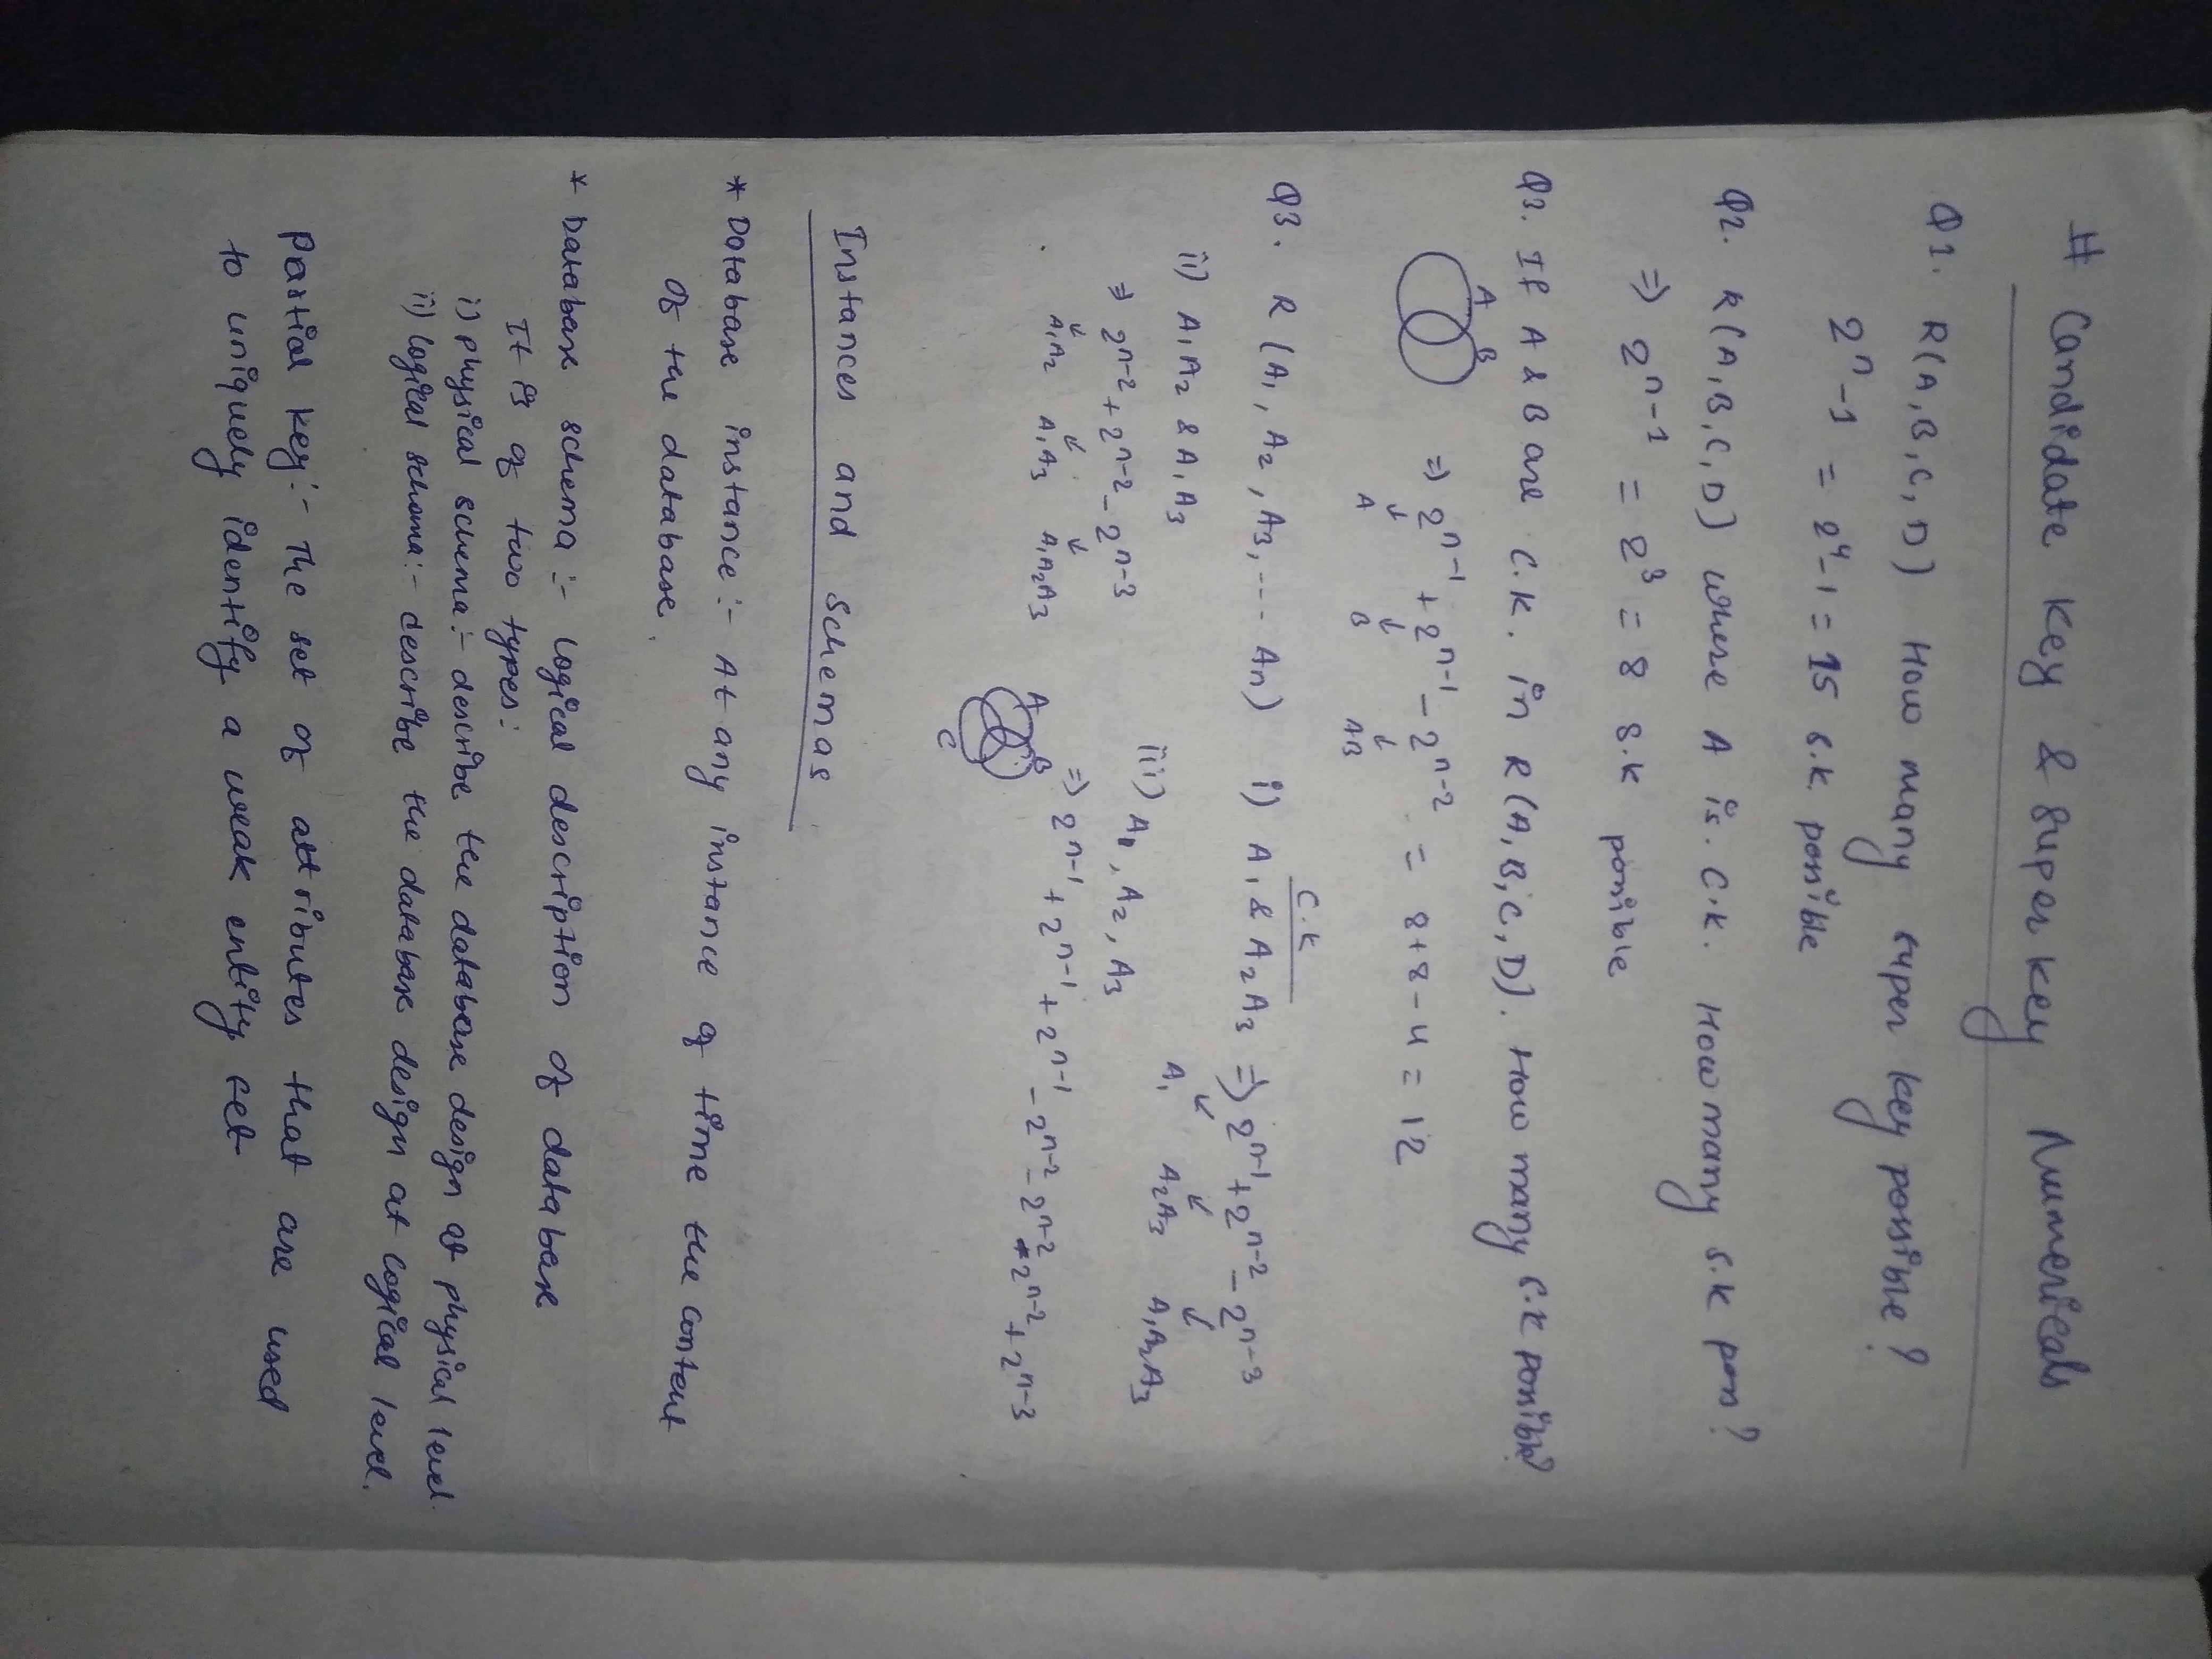 # Candidate Key & Super Key Numericals
Q1. R(A,B,C,D) How many super key possible?
2^n-1 = 2^4-1 = 15 S.K. possible
Q2. R(A,B,C,D) where A is C.K. How many S.K poss?
=> 2^n-1 = 2^3 = 8 S.K possible
Q3. If A & B are C.K. in R(A,B,C,D). How many S.K possible?
A B => 2^n-1 + 2^n-1 - 2^n-2 = 8+8-4 = 12
A B AB
C.K
Q3. R(A1, A2, A3, --- An) i) A1 & A2A3 => 2^n-1 + 2^n-2 - 2^n-3
A1 A2A3 A1A2A3
ii) A1A2 & A1A3
=> 2^n-2 + 2^n-2 - 2^n-3
A1A2 A1A3 A1A2A3
iii) A1, A2, A3
A B C => 2^n-1 + 2^n-1 + 2^n-1 - 2^n-2 - 2^n-2 - 2^n-2 + 2^n-3
Instances and Schemas
* Database instance:- At any instance of time the content
of the database.
* Database schema:- logical description of database
It is of two types:
i) physical schema:- describe the database design at physical level.
ii) logical schema:- describe the database design at logical level.
Partial Key:- The set of attributes that are used
to uniquely identify a weak entity set